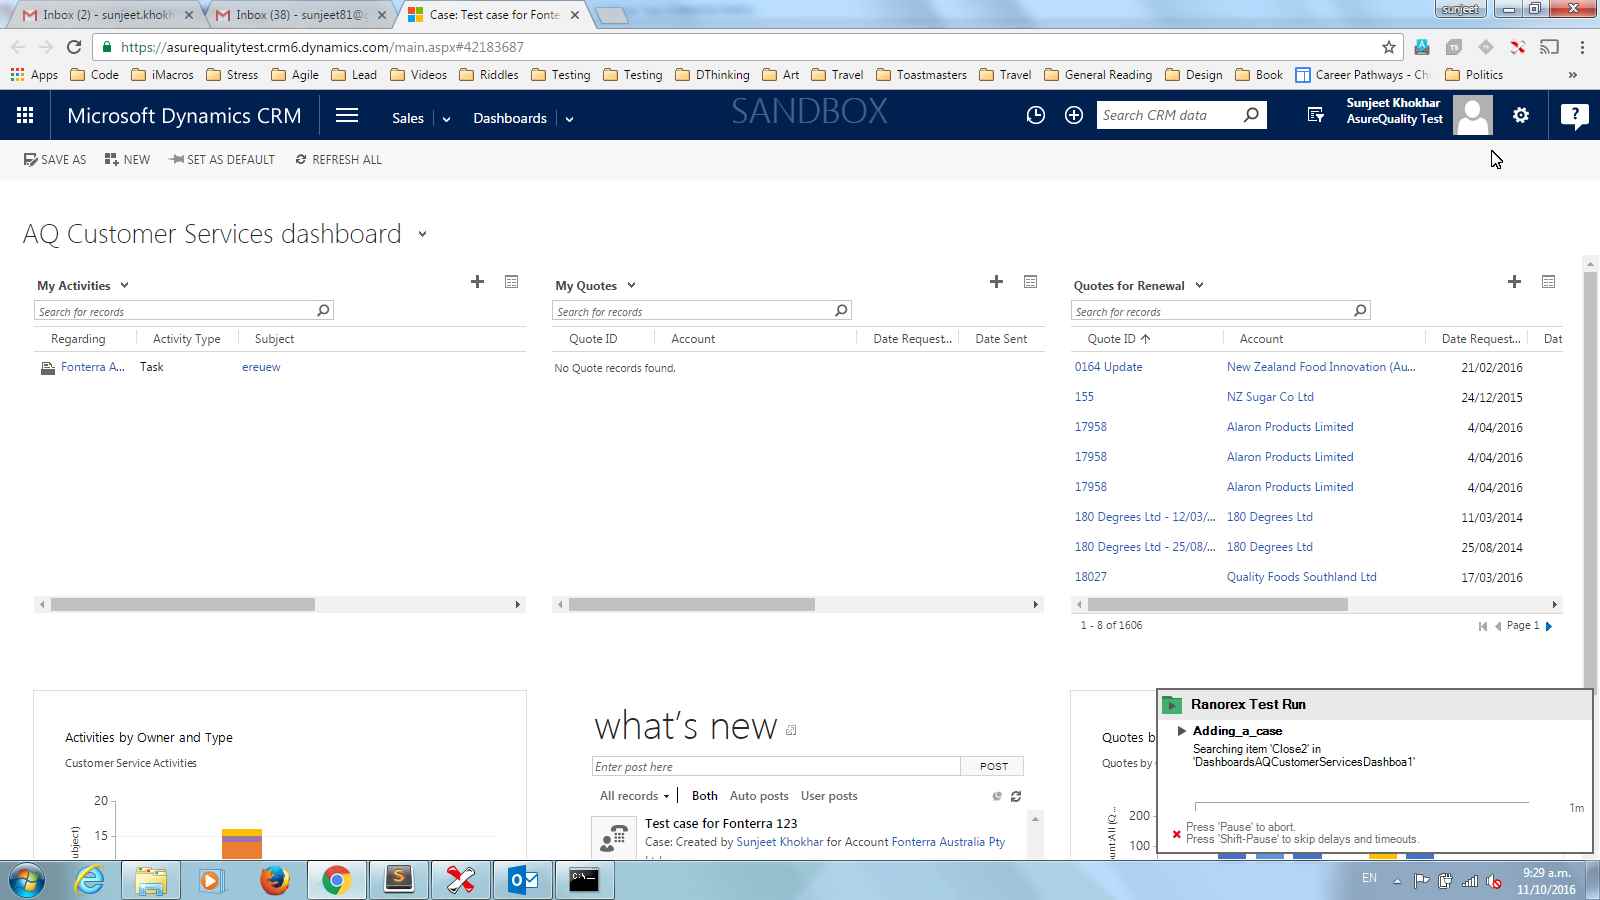 Inbox (2) - sunjeet.khokh
Inbox (38) - sunjeet81@
Case: Test case for Fonte
sunjeet
https://asurequalitytest.crm6.dynamics.com/main.aspx#42183687
Apps Code iMacros Stress Agile Lead Videos Riddles Testing Testing DThinking Art Travel Toastmasters Travel General Reading Design Book Career Pathways - Ch Politics »
Microsoft Dynamics CRM Sales Dashboards SANDBOX Search CRM data
Sunjeet Khokhar
AsureQuality Test
SAVE AS NEW SET AS DEFAULT REFRESH ALL
AQ Customer Services dashboard
My Activities
Search for records
Regarding Activity Type Subject
Fonterra A... Task ereuew
My Quotes
Search for records
Quote ID Account Date Request... Date Sent
No Quote records found.
Quotes for Renewal
Search for records
Quote ID Account Date Request... Dat
0164 Update New Zealand Food Innovation (Au... 21/02/2016
155 NZ Sugar Co Ltd 24/12/2015
17958 Alaron Products Limited 4/04/2016
17958 Alaron Products Limited 4/04/2016
17958 Alaron Products Limited 4/04/2016
180 Degrees Ltd - 12/03/... 180 Degrees Ltd 11/03/2014
180 Degrees Ltd - 25/08/... 180 Degrees Ltd 25/08/2014
18027 Quality Foods Southland Ltd 17/03/2016
1 - 8 of 1606 Page 1
Activities by Owner and Type
Customer Service Activities
20
15
ubject)
what's new
Enter post here POST
All records Both Auto posts User posts
Test case for Fonterra 123
Case: Created by Sunjeet Khokhar for Account Fonterra Australia Pty
Quotes b
Quotes by
200
100
Ranorex Test Run
Adding_a_case
Searching item 'Close2' in
'DashboardsAQCustomerServicesDashboa1'
1m
Press 'Pause' to abort.
Press 'Shift-Pause' to skip delays and timeouts.
EN
9:29 a.m.
11/10/2016